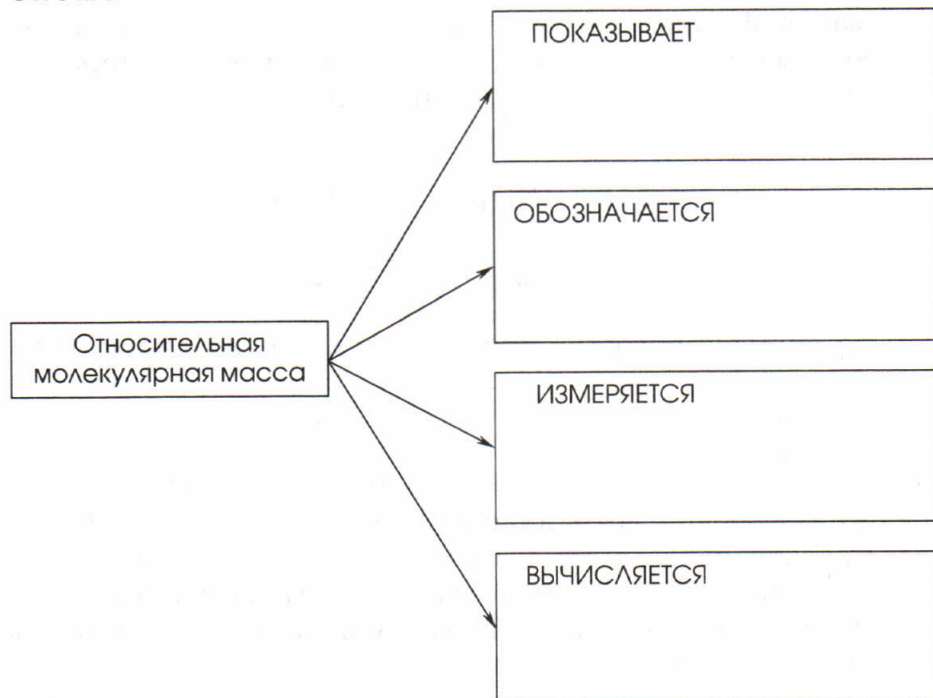 ПОКАЗЫВАЕТ
ОБОЗНАЧАЕТСЯ
Относительная
молекулярная масса
ИЗМЕРЯЕТСЯ
ВЫЧИСЛЯЕТСЯ